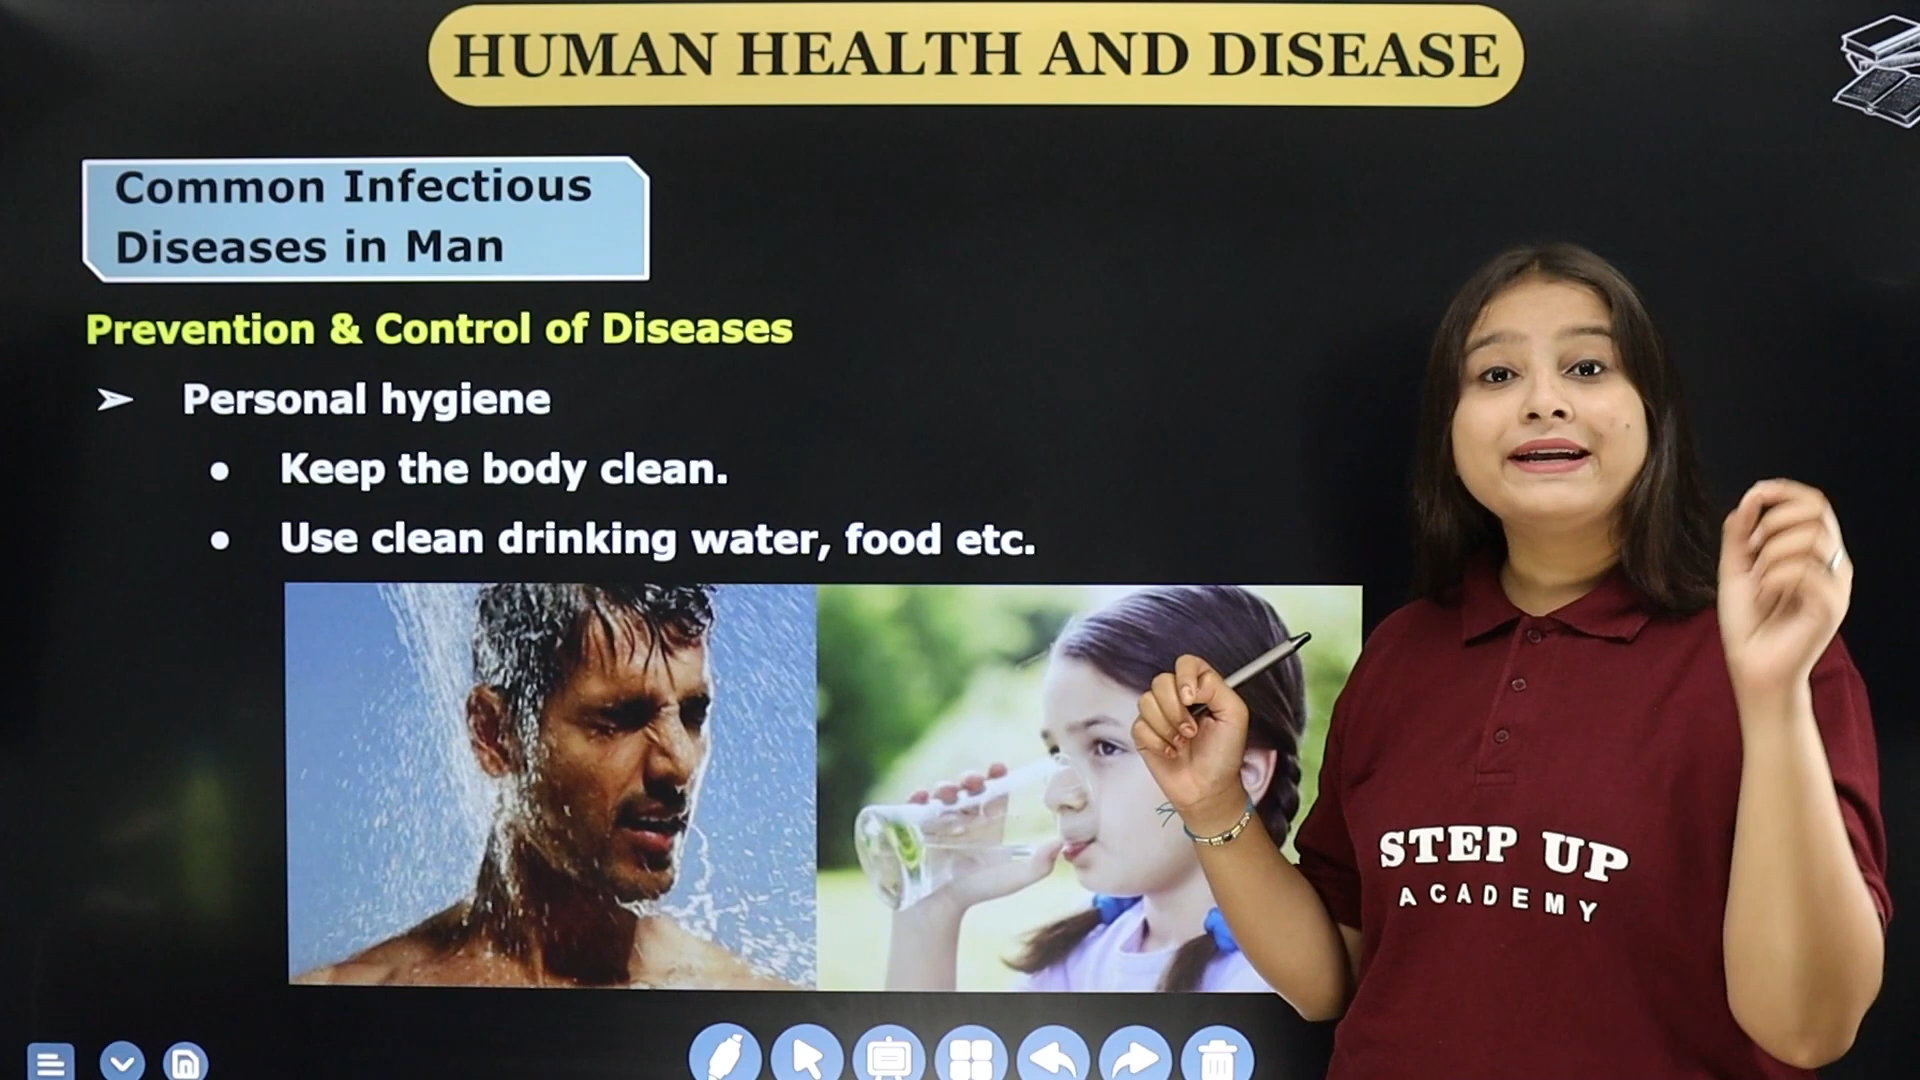 HUMAN HEALTH AND DISEASE
Common Infectious
Diseases in Man
Prevention & Control of Diseases
➢ Personal hygiene
● Keep the body clean.
● Use clean drinking water, food etc.
STEP UP
ACADEMY